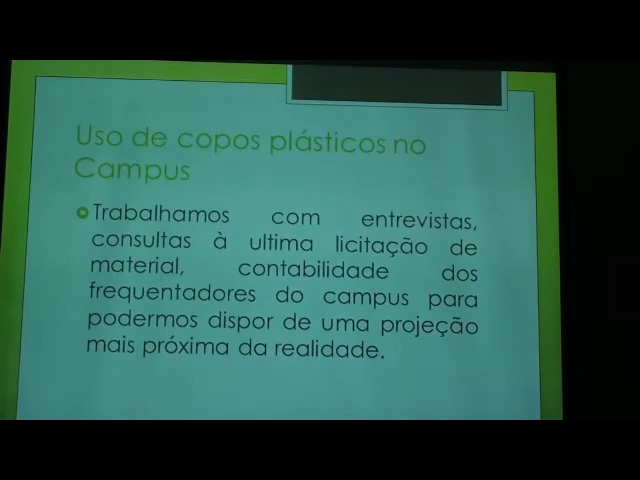 Uso de copos plásticos no
Campus
Trabalhamos com entrevistas,
consultas à ultima licitação de
material, contabilidade dos
frequentadores do campus para
podermos dispor de uma projeção
mais próxima da realidade.